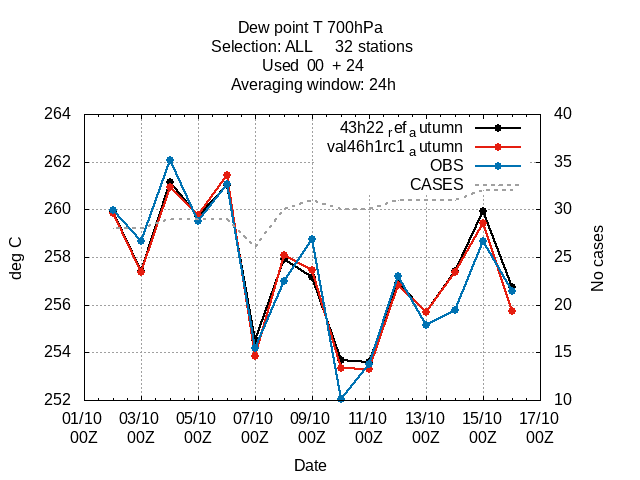 Dew point T 700hPa
Selection: ALL     32 stations
Used  00  + 24
Averaging window: 24h
43h22 ref autumn
val46h1rc1 autumn
OBS
CASES
264
262
260
258
256
254
252
deg C
40
35
30
25
20
15
10
No cases
01/10 03/10 05/10 07/10 09/10 11/10 13/10 15/10 17/10
00Z 00Z 00Z 00Z 00Z 00Z 00Z 00Z 00Z
Date